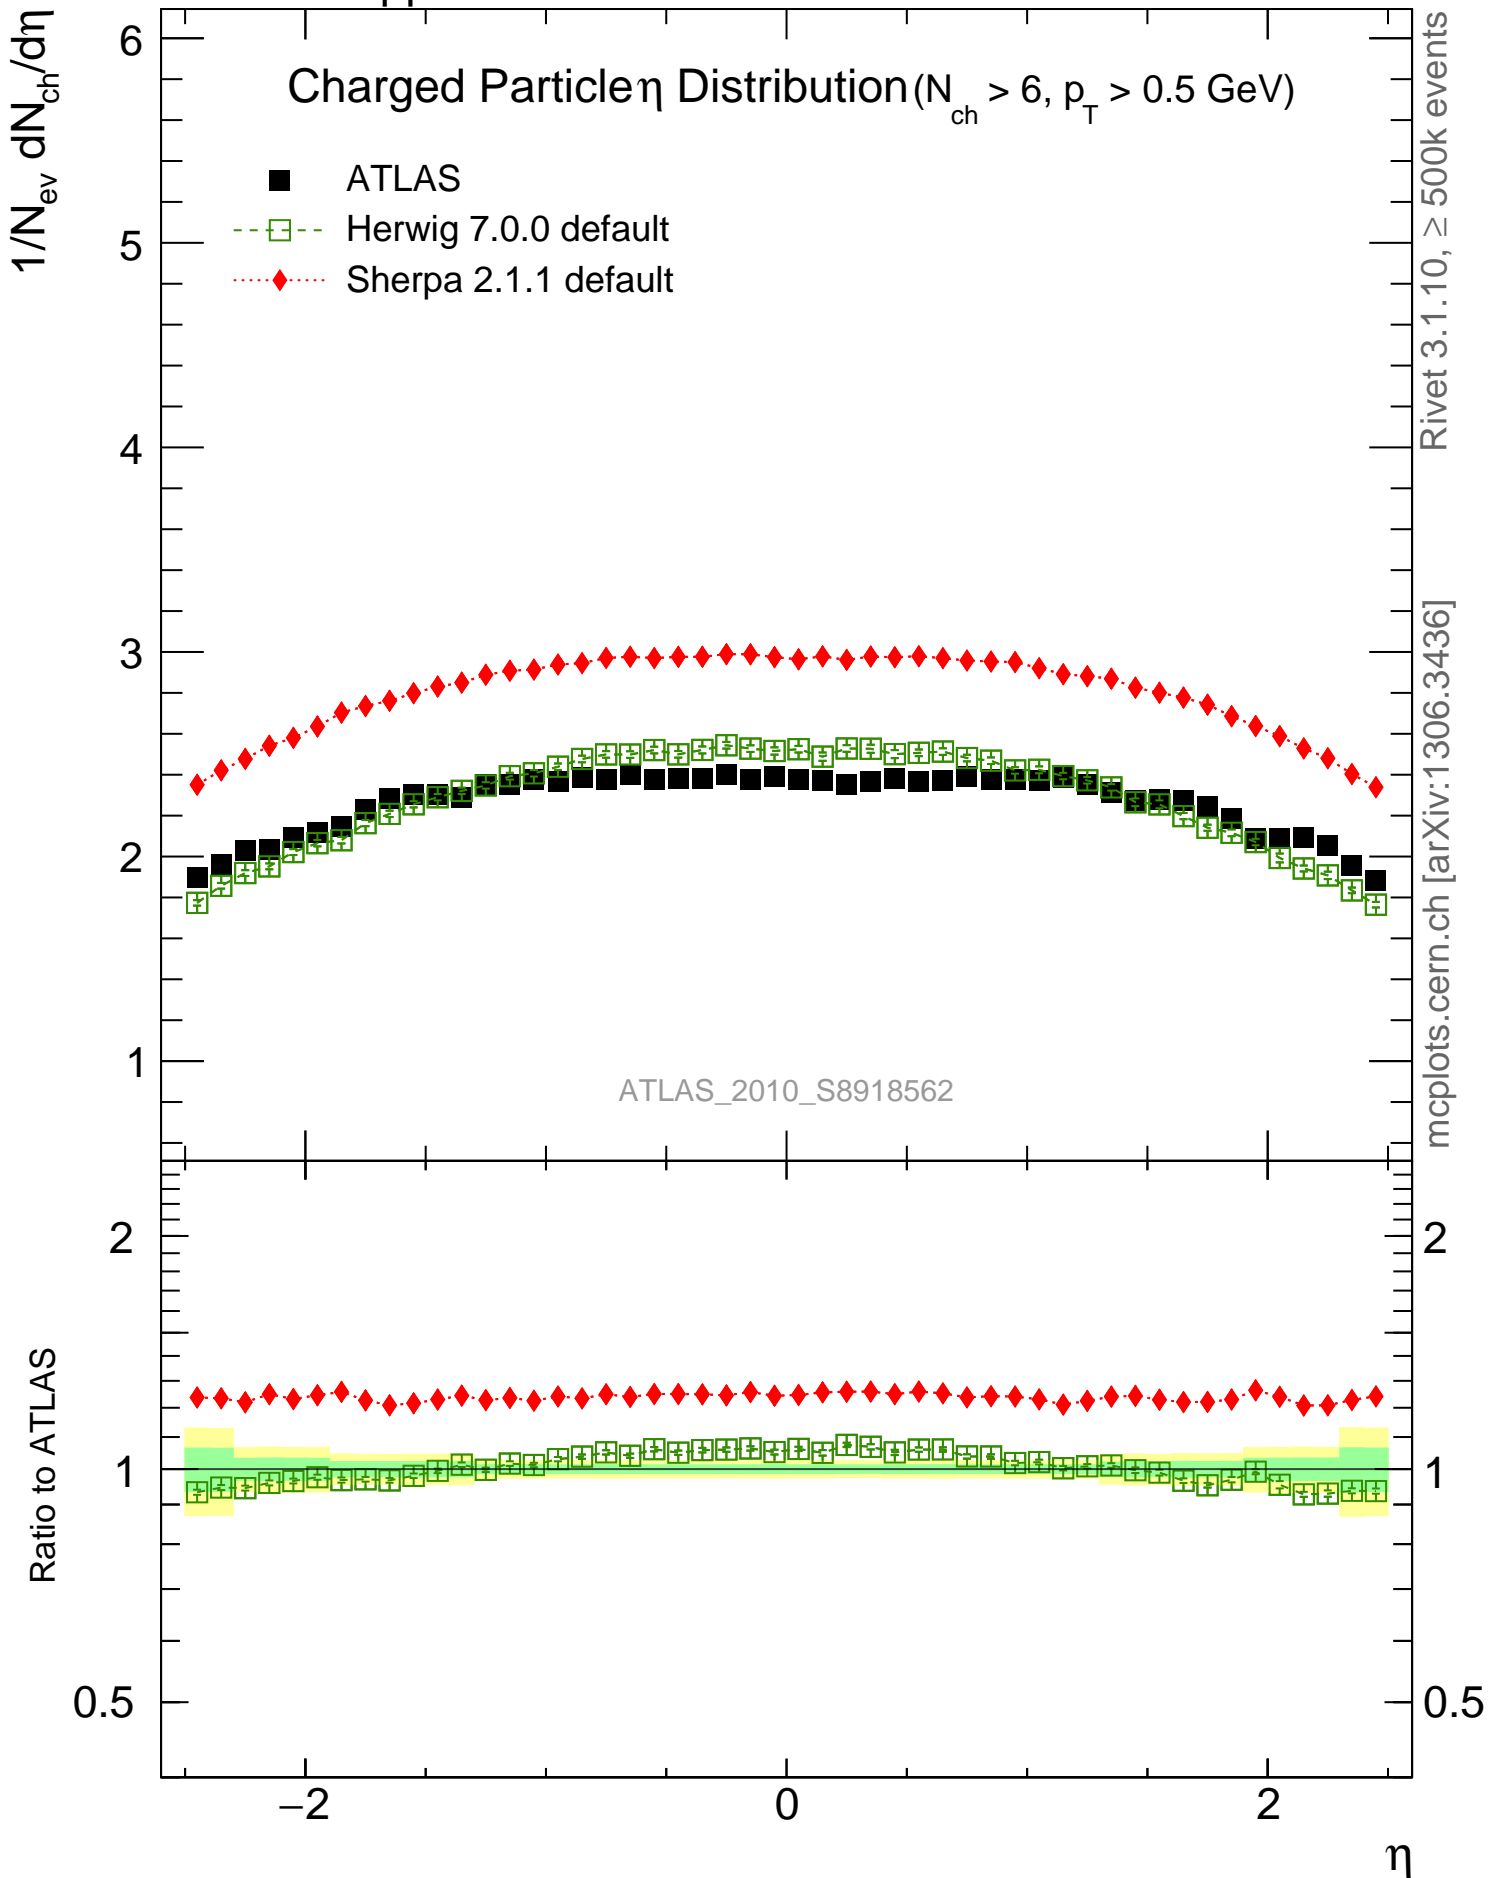 Charged Particle η Distribution (N_ch > 6, p_T > 0.5 GeV)
ATLAS
Herwig 7.0.0 default
Sherpa 2.1.1 default
1/N_ev dN_ch/dη
6
5
4
3
2
1
ATLAS_2010_S8918562
Rivet 3.1.10, ≥ 500k events
mcplots.cern.ch [arXiv:1306.3436]
Ratio to ATLAS
2
1
0.5
2
1
0.5
−2
0
2
η